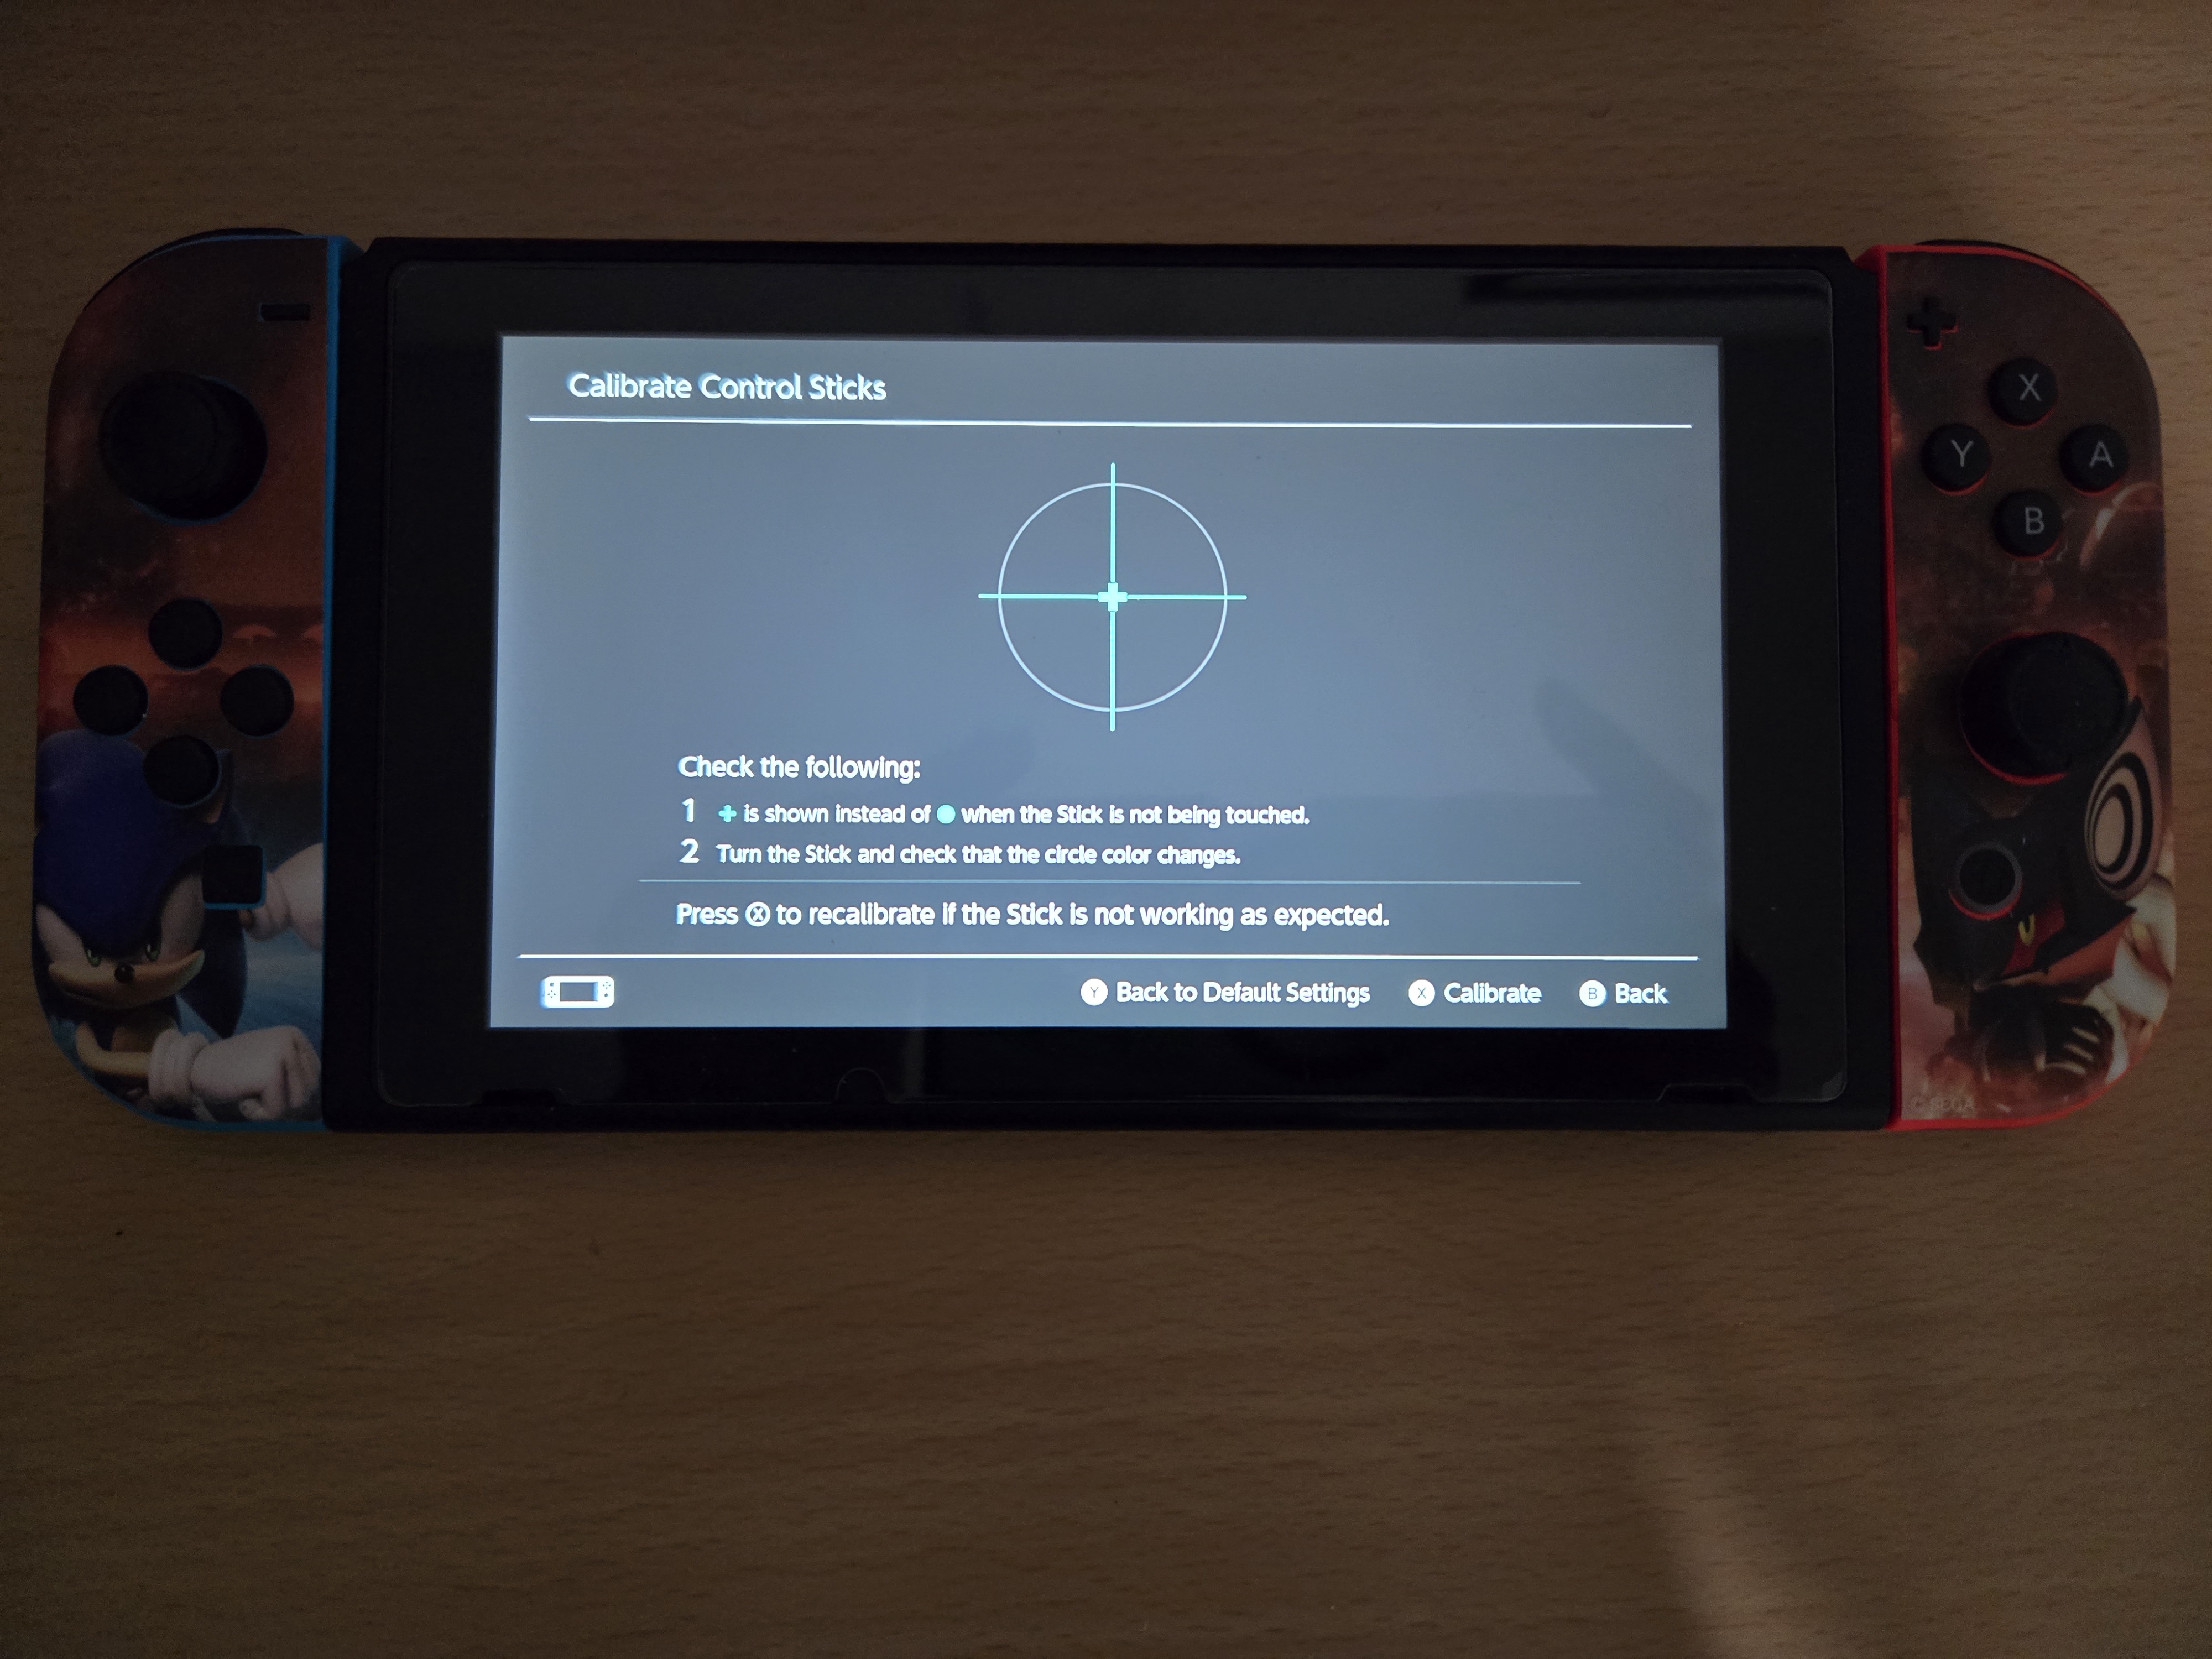 Calibrate Control Sticks
X
Y A
B
Check the following:
1 + is shown instead of ● when the Stick is not being touched.
2 Turn the Stick and check that the circle color changes.
Press Ⓧ to recalibrate if the Stick is not working as expected.
Y Back to Default Settings X Calibrate B Back
© SEGA